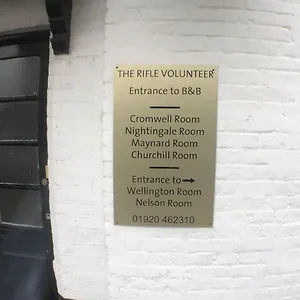 THE RIFLE VOLUNTEER
Entrance to B&B
Cromwell Room
Nightingale Room
Maynard Room
Churchill Room
Entrance to →
Wellington Room
Nelson Room
01920 462310